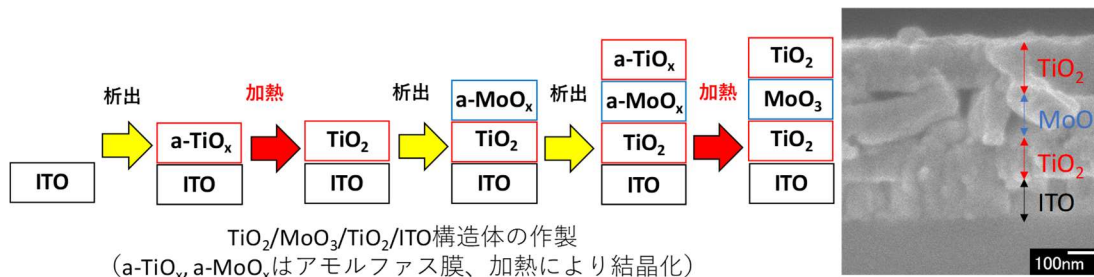 析出
加熱
析出
析出
加熱
ITO
a-TiOₓ
ITO
TiO₂
ITO
a-MoOₓ
TiO₂
ITO
a-TiOₓ
a-MoOₓ
TiO₂
ITO
TiO₂
MoO₃
TiO₂
ITO
TiO₂/MoO₃/TiO₂/ITO構造体の作製
(a-TiOₓ, a-MoOₓはアモルファス膜、加熱により結晶化)
TiO₂
MoO
TiO₂
ITO
100nm